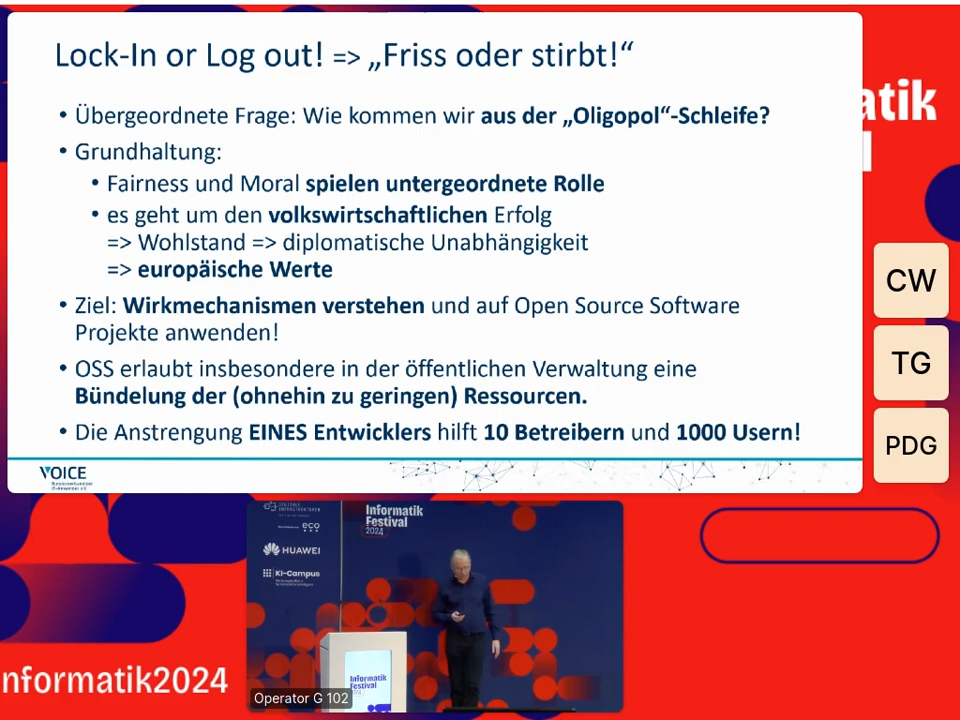 Lock-In or Log out! => „Friss oder stirbt!“
• Übergeordnete Frage: Wie kommen wir aus der „Oligopol“-Schleife?
• Grundhaltung:
• Fairness und Moral spielen untergeordnete Rolle
• es geht um den volkswirtschaftlichen Erfolg
=> Wohlstand => diplomatische Unabhängigkeit
=> europäische Werte
• Ziel: Wirkmechanismen verstehen und auf Open Source Software
Projekte anwenden!
• OSS erlaubt insbesondere in der öffentlichen Verwaltung eine
Bündelung der (ohnehin zu geringen) Ressourcen.
• Die Anstrengung EINES Entwicklers hilft 10 Betreibern und 1000 Usern!
VOICE
atik
CW
TG
PDG
eco
HUAWEI
KI-Campus
Informatik
Festival
2024
Informatik
Festival
Operator G 102
nformatik2024